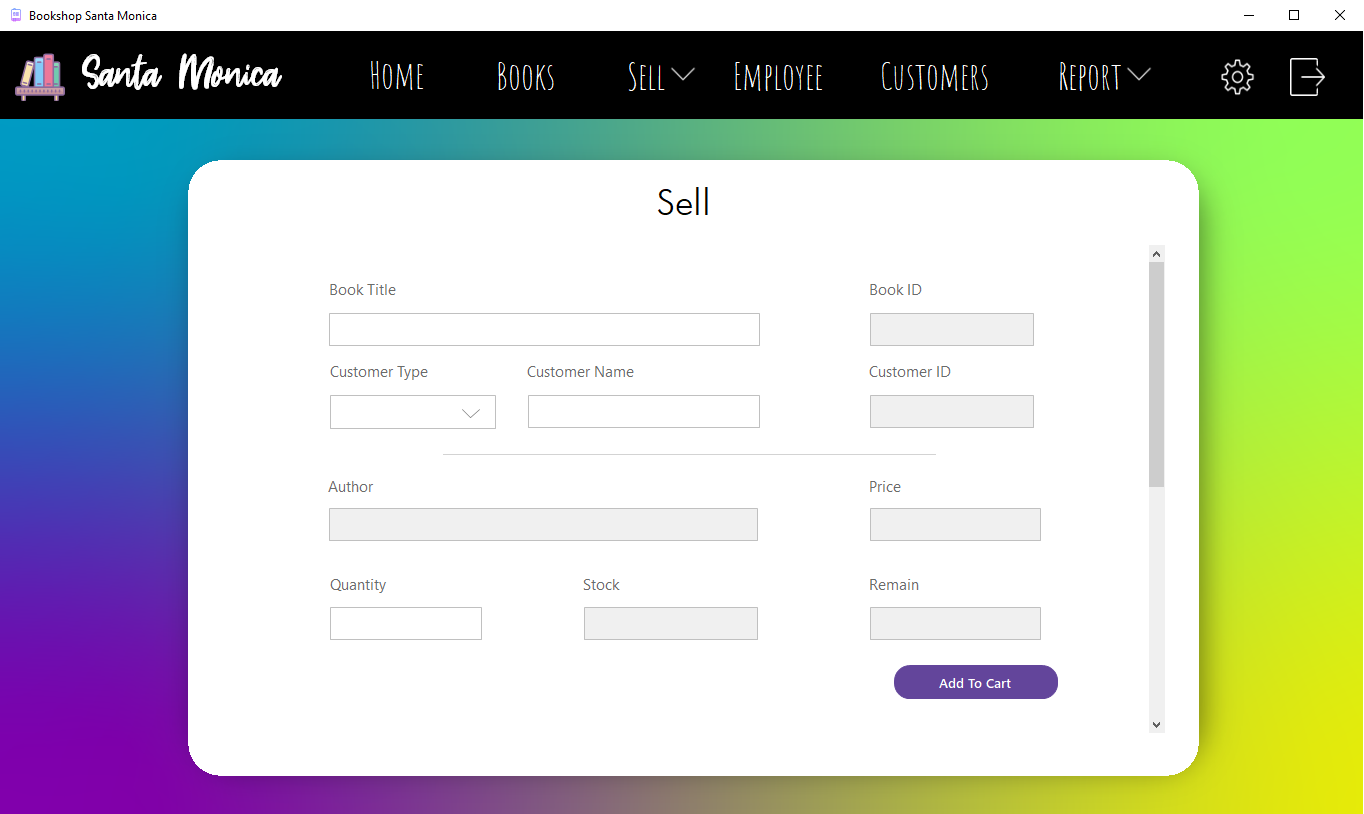 Bookshop Santa Monica
Santa Monica
Home
Books
Sell
Employee
Customers
Report
Sell
Book Title
Book ID
Customer Type
Customer Name
Customer ID
Author
Price
Quantity
Stock
Remain
Add To Cart